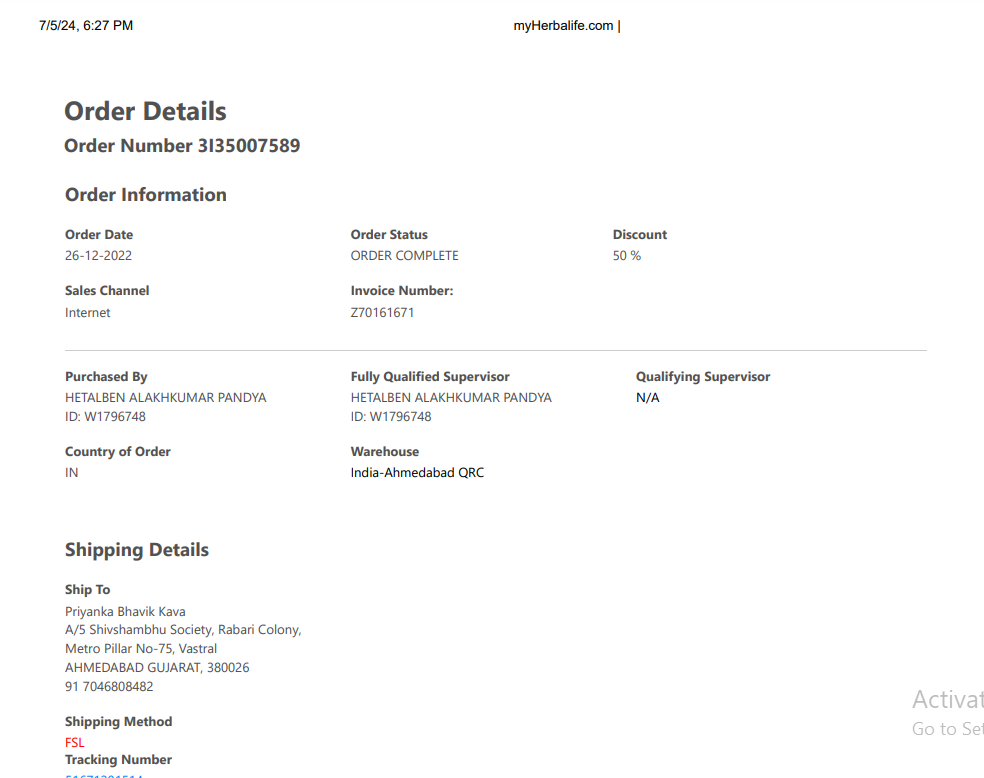 7/5/24, 6:27 PM myHerbalife.com |
Order Details
Order Number 3I35007589
Order Information
Order Date Order Status Discount
26-12-2022 ORDER COMPLETE 50 %
Sales Channel Invoice Number:
Internet Z70161671
Purchased By Fully Qualified Supervisor Qualifying Supervisor
HETALBEN ALAKHKUMAR PANDYA HETALBEN ALAKHKUMAR PANDYA N/A
ID: W1796748 ID: W1796748
Country of Order Warehouse
IN India-Ahmedabad QRC
Shipping Details
Ship To
Priyanka Bhavik Kava
A/5 Shivshambhu Society, Rabari Colony,
Metro Pillar No-75, Vastral
AHMEDABAD GUJARAT, 380026
91 7046808482
Shipping Method
FSL
Tracking Number
Activat
Go to Set